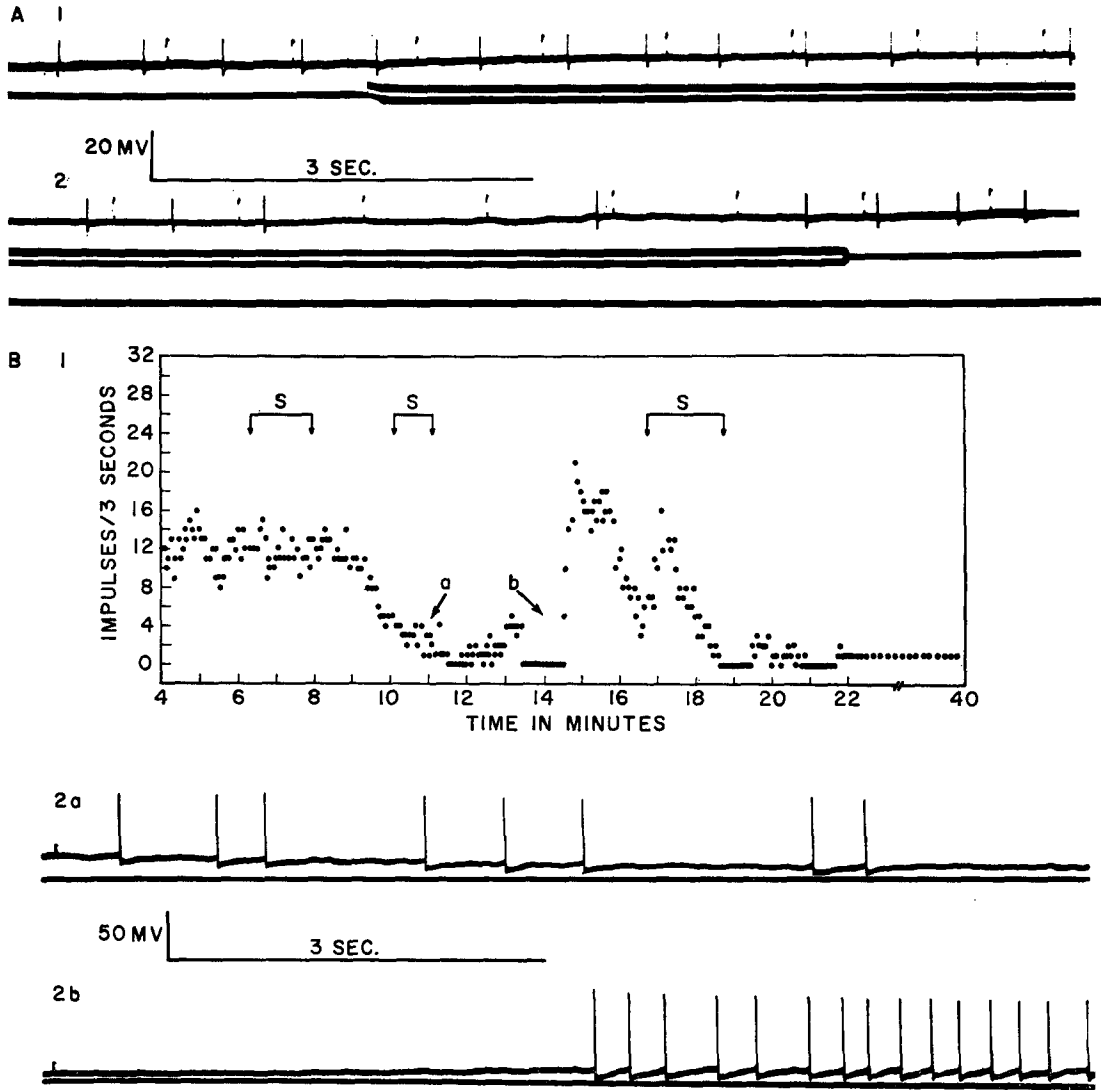 A 1
20 MV
3 SEC.
2
B 1
IMPULSES/3 SECONDS
32
28
24
20
16
12
8
4
0
S S S
a b
4 6 8 10 12 14 16 18 20 22 40
TIME IN MINUTES
2a
50 MV
3 SEC.
2b